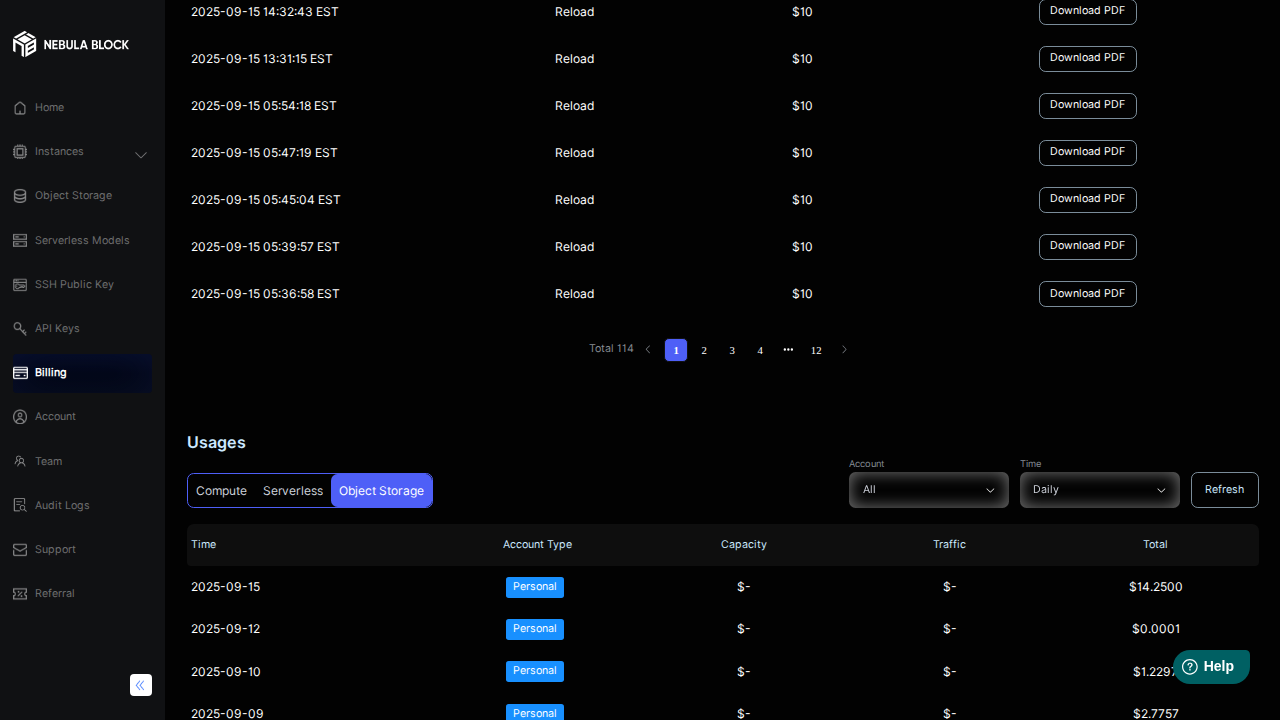 NEBULA BLOCK
Home
Instances
Object Storage
Serverless Models
SSH Public Key
API Keys
Billing
Account
Team
Audit Logs
Support
Referral
2025-09-15 14:32:43 EST Reload $10 Download PDF
2025-09-15 13:31:15 EST Reload $10 Download PDF
2025-09-15 05:54:18 EST Reload $10 Download PDF
2025-09-15 05:47:19 EST Reload $10 Download PDF
2025-09-15 05:45:04 EST Reload $10 Download PDF
2025-09-15 05:39:57 EST Reload $10 Download PDF
2025-09-15 05:36:58 EST Reload $10 Download PDF
Total 114 1 2 3 4 ••• 12
Usages
Account Time
Compute Serverless Object Storage All Daily Refresh
Time Account Type Capacity Traffic Total
2025-09-15 Personal $- $- $14.2500
2025-09-12 Personal $- $- $0.0001
2025-09-10 Personal $- $- $1.229
2025-09-09 Personal $- $- $2.7757
Help